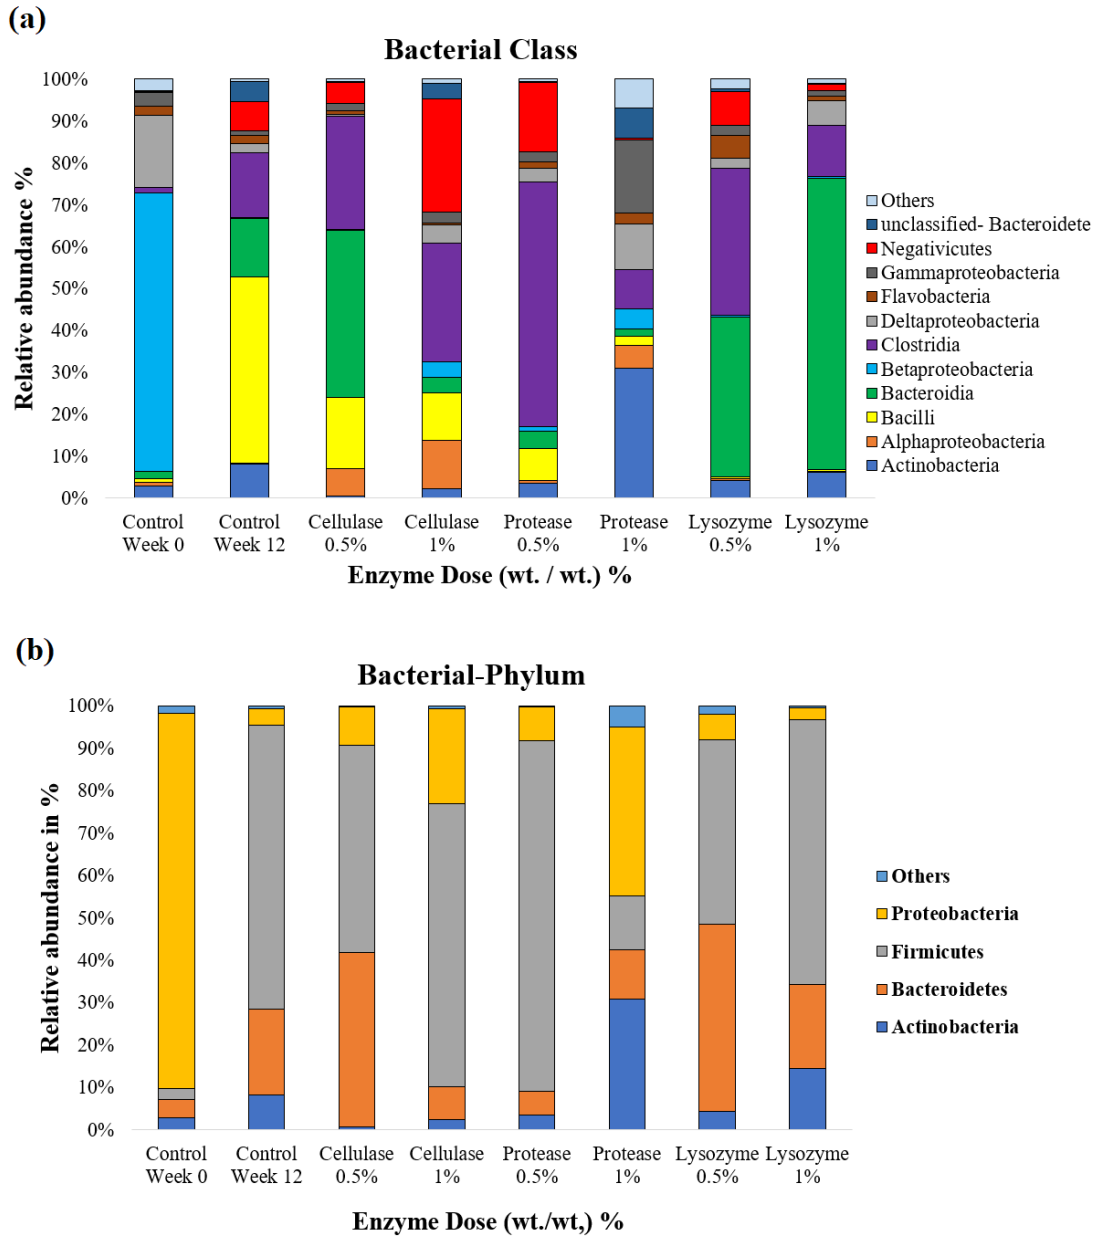 (a)
Bacterial Class
Relative abundance %
100%
90%
80%
70%
60%
50%
40%
30%
20%
10%
0%
Control
Week 0
Control
Week 12
Cellulase
0.5%
Cellulase
1%
Protease
0.5%
Protease
1%
Lysozyme
0.5%
Lysozyme
1%
Enzyme Dose (wt. / wt.) %
Others
unclassified- Bacteroidete
Negativicutes
Gammaproteobacteria
Flavobacteria
Deltaproteobacteria
Clostridia
Betaproteobacteria
Bacteroidia
Bacilli
Alphaproteobacteria
Actinobacteria
(b)
Bacterial-Phylum
Relative abundance in %
100%
90%
80%
70%
60%
50%
40%
30%
20%
10%
0%
Control
Week 0
Control
Week 12
Cellulase
0.5%
Cellulase
1%
Protease
0.5%
Protease
1%
Lysozyme
0.5%
Lysozyme
1%
Enzyme Dose (wt./wt,) %
Others
Proteobacteria
Firmicutes
Bacteroidetes
Actinobacteria